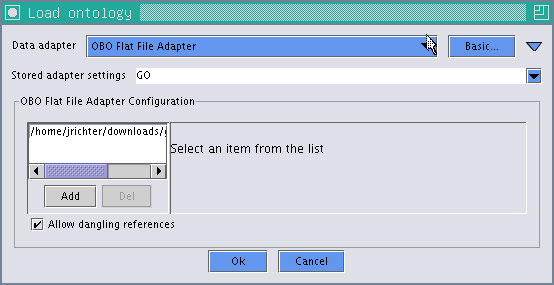 Load ontology
Data adapter OBO Flat File Adapter Basic...
Stored adapter settings GO
OBO Flat File Adapter Configuration
/home/jrichter/downloads/g
Select an item from the list
Add Del
Allow dangling references
Ok Cancel